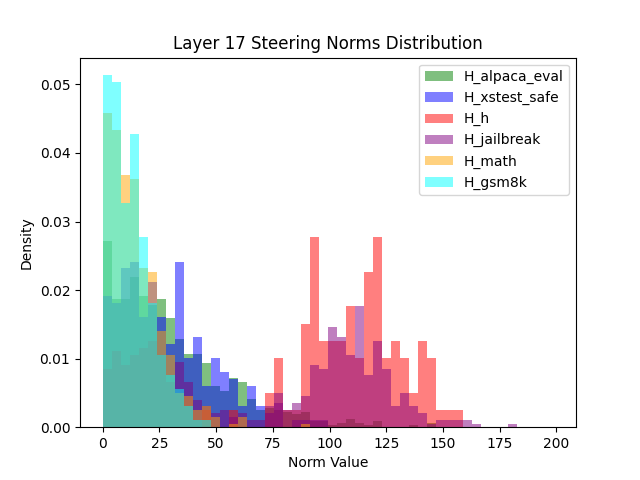 Layer 17 Steering Norms Distribution
H_alpaca_eval
H_xstest_safe
H_h
H_jailbreak
H_math
H_gsm8k
Density
0.05
0.04
0.03
0.02
0.01
0.00
0 25 50 75 100 125 150 175 200
Norm Value